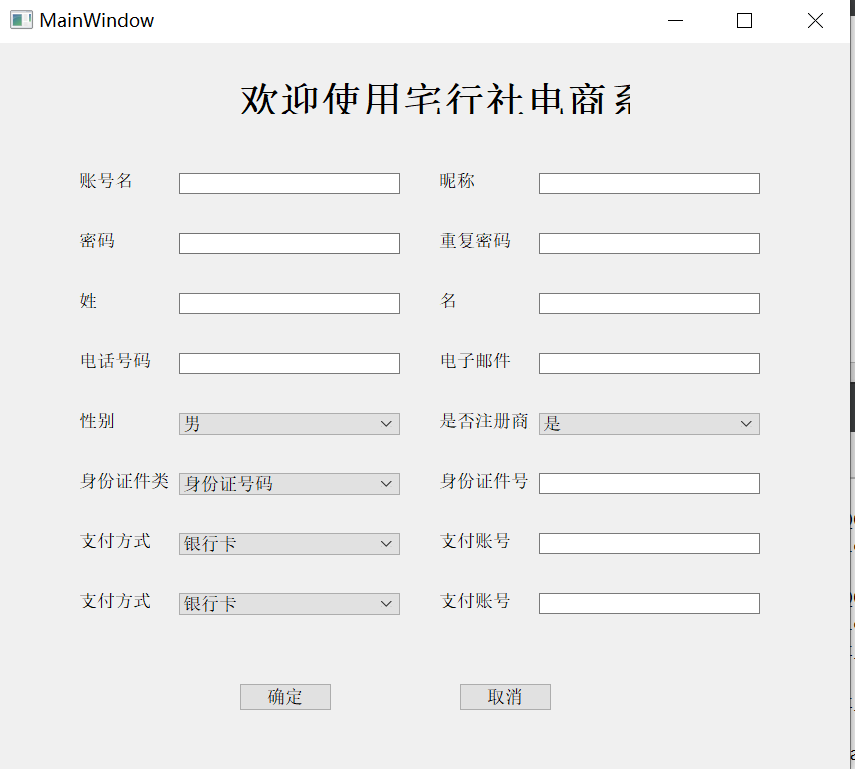 MainWindow
欢迎使用宅行社电商系
账号名 昵称
密码 重复密码
姓 名
电话号码 电子邮件
性别 男 是否注册商 是
身份证件类 身份证号码 身份证件号
支付方式 银行卡 支付账号
支付方式 银行卡 支付账号
确定 取消